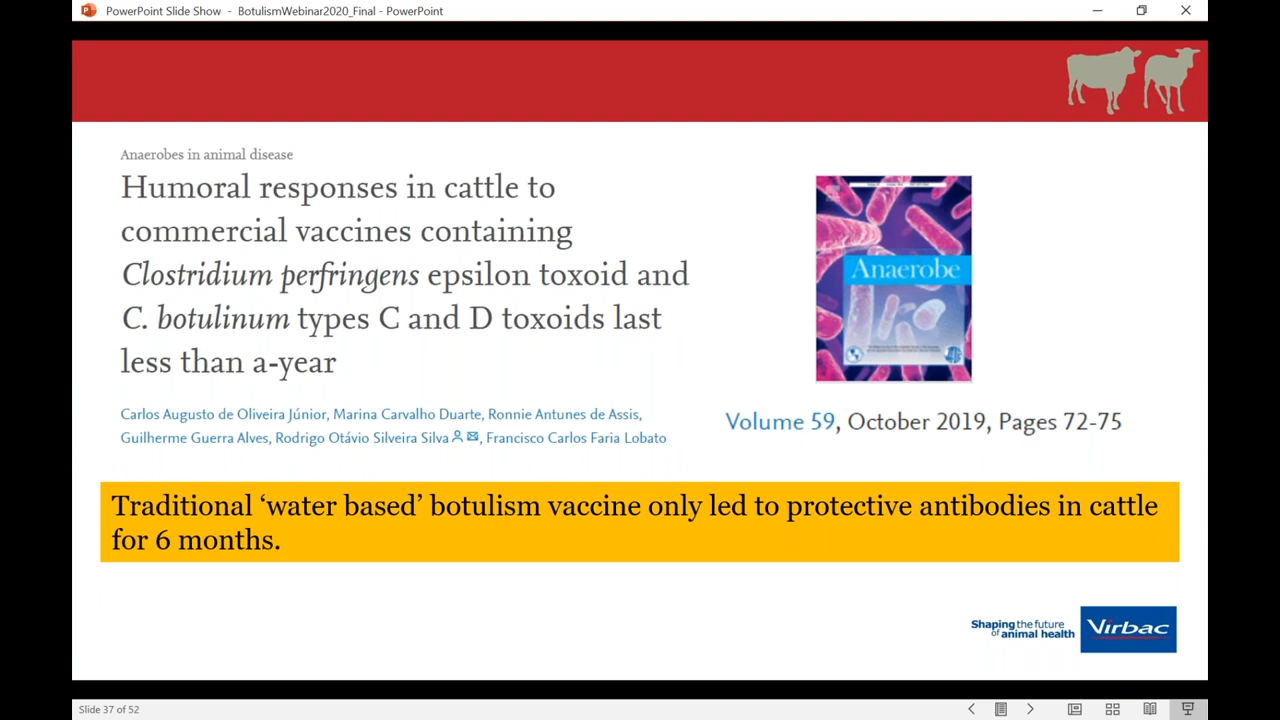 PowerPoint Slide Show - BotulismWebinar2020_Final - PowerPoint
Anaerobes in animal disease
Humoral responses in cattle to
commercial vaccines containing
Clostridium perfringens epsilon toxoid and
C. botulinum types C and D toxoids last
less than a-year
Carlos Augusto de Oliveira Júnior, Marina Carvalho Duarte, Ronnie Antunes de Assis,
Guilherme Guerra Alves, Rodrigo Otávio Silveira Silva, Francisco Carlos Faria Lobato
Anaerobe
Volume 59, October 2019, Pages 72-75
Traditional ‘water based’ botulism vaccine only led to protective antibodies in cattle
for 6 months.
Shaping the future
of animal health
Virbac
Slide 37 of 52